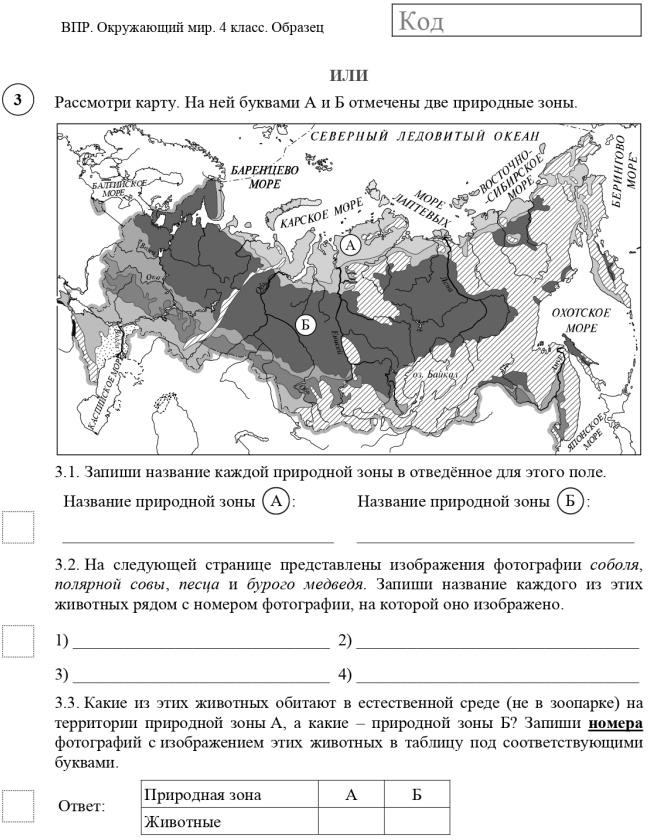 ВПР. Окружающий мир. 4 класс. Образец
Код
ИЛИ
3
Рассмотри карту. На ней буквами А и Б отмечены две природные зоны.
СЕВЕРНЫЙ ЛЕДОВИТЫЙ ОКЕАН
БАРЕНЦЕВО
МОРЕ
БАЛТИЙСКОЕ
МОРЕ
КАРСКОЕ МОРЕ
МОРЕ
ЛАПТЕВЫХ
ВОСТОЧНО-
-СИБИРСКОЕ
МОРЕ
БЕРИНГОВО
МОРЕ
А
Б
Волга
Ока
Енисей
Лена
ОХОТСКОЕ
МОРЕ
оз. Байкал
Амур
КАСПИЙСКОЕ МОРЕ
ЯПОНСКОЕ
МОРЕ
3.1. Запиши название каждой природной зоны в отведённое для этого поле.
Название природной зоны А : Название природной зоны Б :
3.2. На следующей странице представлены изображения фотографии соболя,
полярной совы, песца и бурого медведя. Запиши название каждого из этих
животных рядом с номером фотографии, на которой оно изображено.
1) 2)
3) 4)
3.3. Какие из этих животных обитают в естественной среде (не в зоопарке) на
территории природной зоны А, а какие – природной зоны Б? Запиши номера
фотографий с изображением этих животных в таблицу под соответствующими
буквами.
Ответ:
Природная зона А Б
Животные